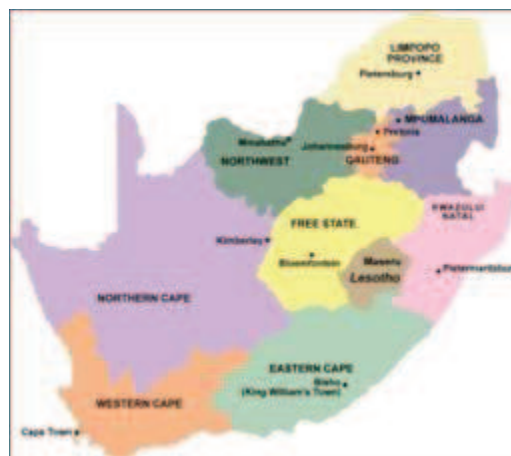 LIMPOPO
PROVINCE
Pietersburg
MPUMALANGA
Pretoria
Mmabatho
Johannesburg
NORTHWEST
GAUTENG
KWAZULU
NATAL
FREE STATE
Kimberley
Bloemfontein
Maseru
Lesotho
Pietermaritzburg
NORTHERN CAPE
EASTERN CAPE
Bisho
(King William's Town)
WESTERN CAPE
Cape Town